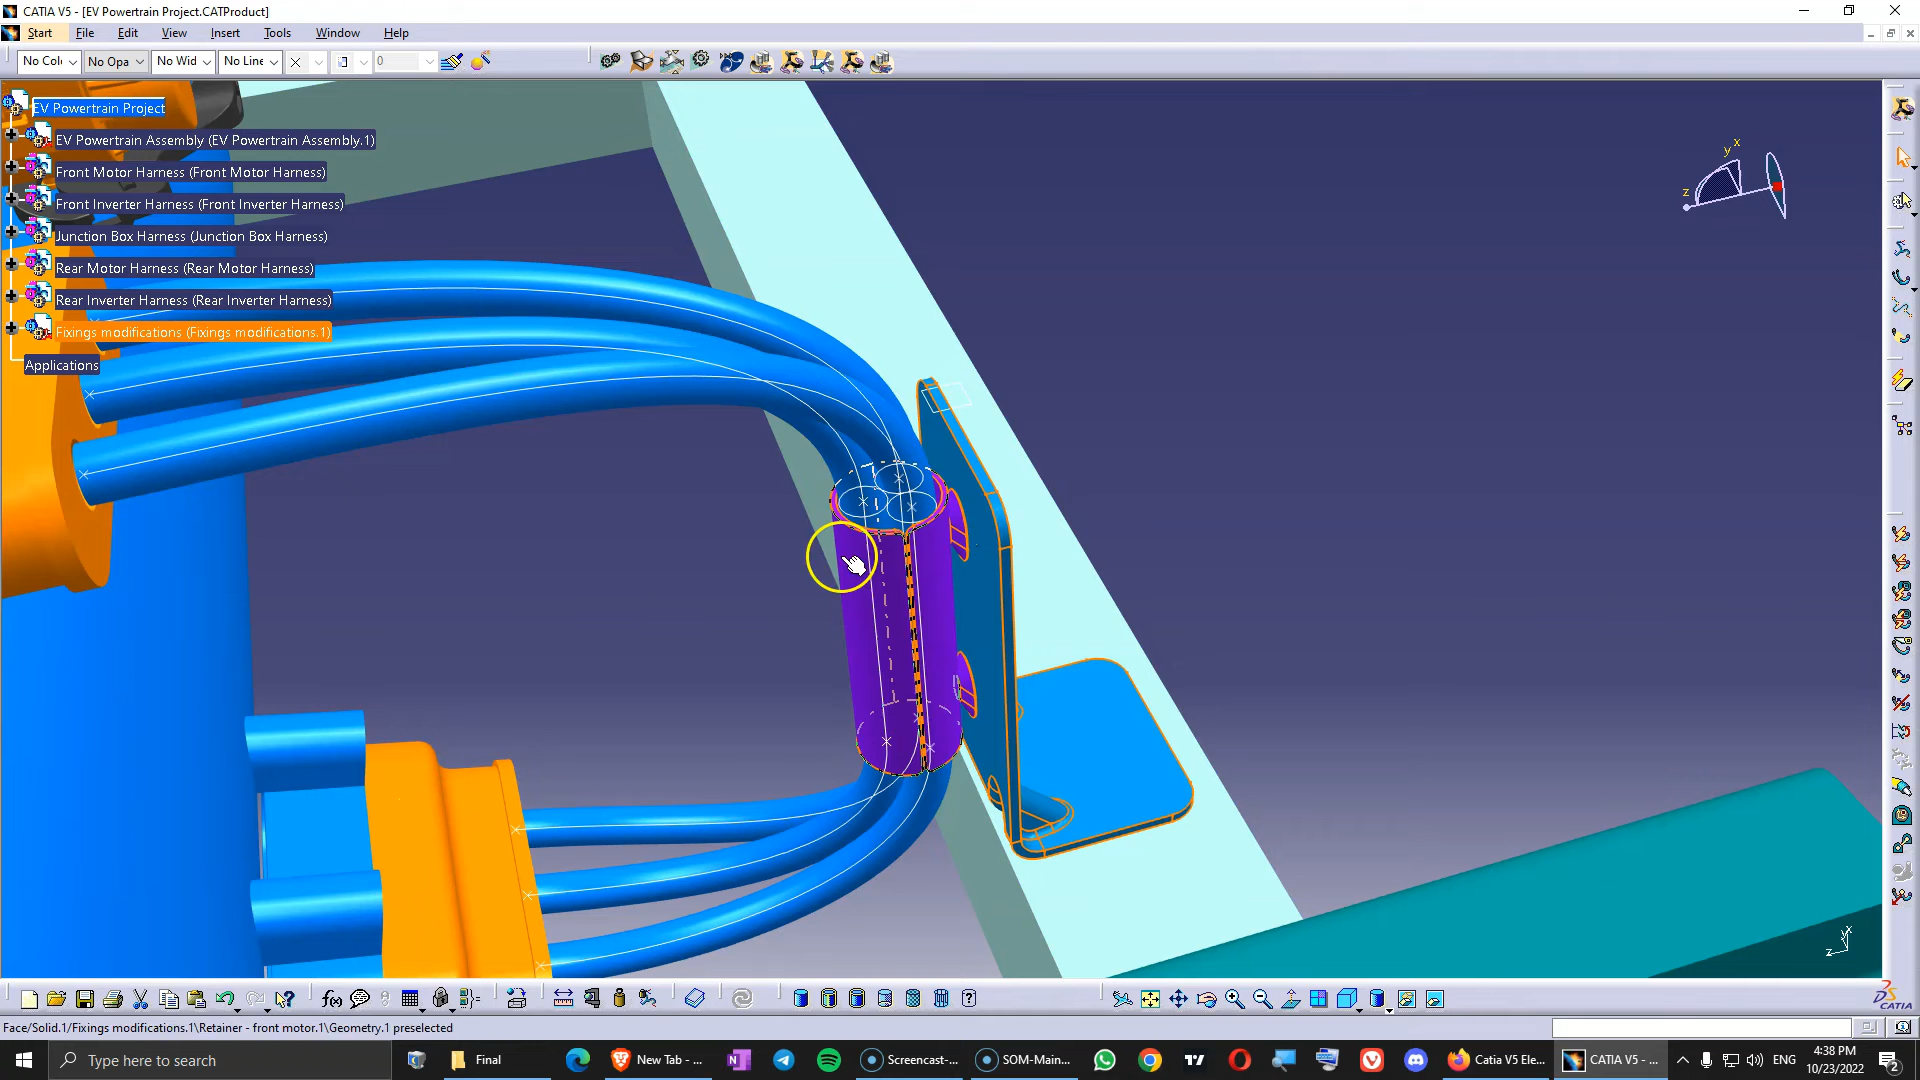 CATIA V5 - [EV Powertrain Project.CATProduct]
Start File Edit View Insert Tools Window Help
No Col No Op No Wid No Line 0
EV Powertrain Project
EV Powertrain Assembly (EV Powertrain Assembly.1)
Front Motor Harness (Front Motor Harness)
Front Inverter Harness (Front Inverter Harness)
Junction Box Harness (Junction Box Harness)
Rear Motor Harness (Rear Motor Harness)
Rear Inverter Harness (Rear Inverter Harness)
Fixings modifications (Fixings modifications.1)
Applications
x
y
z
x
z
f(x)
CATIA
Face/Solid.1/Fixings modifications.1\Retainer - front motor.1\Geometry.1 preselected
Type here to search
Final
New Tab - ...
Screencast-...
SOM-Main...
Catia V5 Ele...
CATIA V5 - ...
ENG
4:38 PM
10/23/2022
2